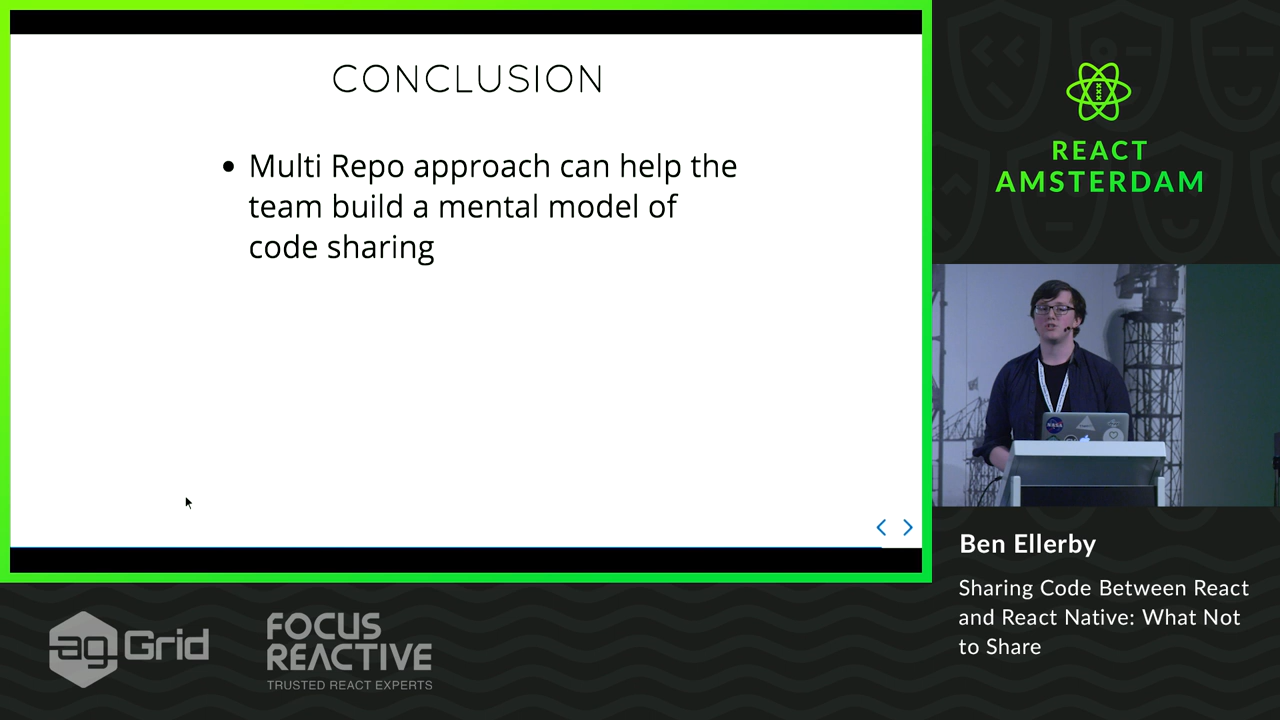 CONCLUSION
• Multi Repo approach can help the
team build a mental model of
code sharing
REACT
AMSTERDAM
NASA
Ben Ellerby
Sharing Code Between React
and React Native: What Not
to Share
ag Grid
FOCUS
REACTIVE
TRUSTED REACT EXPERTS